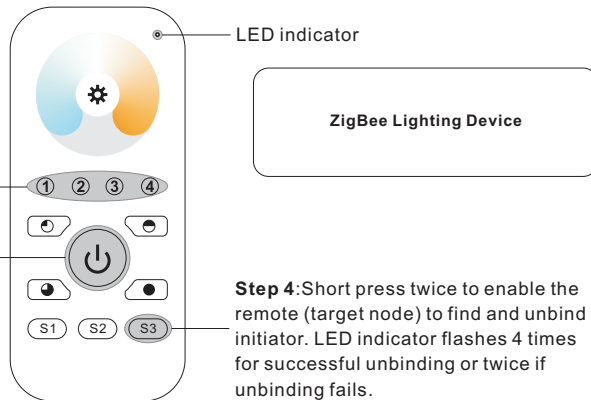 LED indicator
ZigBee Lighting Device
1 2 3 4
Step 4:Short press twice to enable the
remote (target node) to find and unbind
initiator. LED indicator flashes 4 times
for successful unbinding or twice if
unbinding fails.
S1 S2 S3